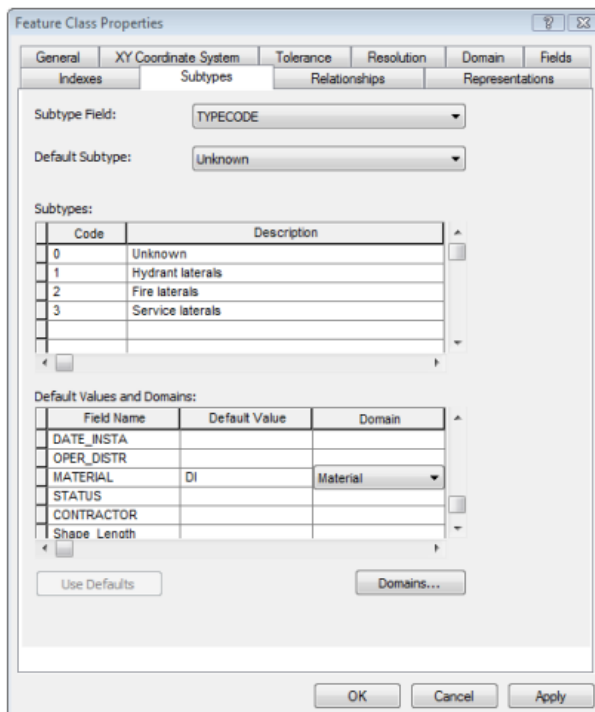 Feature Class Properties
General XY Coordinate System Tolerance Resolution Domain Fields
Indexes Subtypes Relationships Representations
Subtype Field: TYPECODE
Default Subtype: Unknown
Subtypes:
Code Description
0 Unknown
1 Hydrant laterals
2 Fire laterals
3 Service laterals
Default Values and Domains:
Field Name Default Value Domain
DATE_INSTA
OPER_DISTR
MATERIAL DI Material
STATUS
CONTRACTOR
Shape_Length
Use Defaults Domains...
OK Cancel Apply